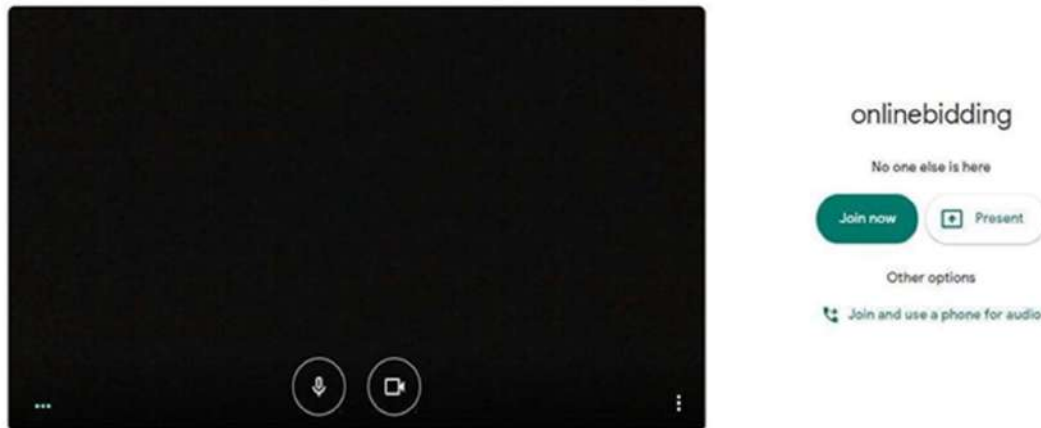 onlinebidding
No one else is here
Join now
Present
Other options
Join and use a phone for audio